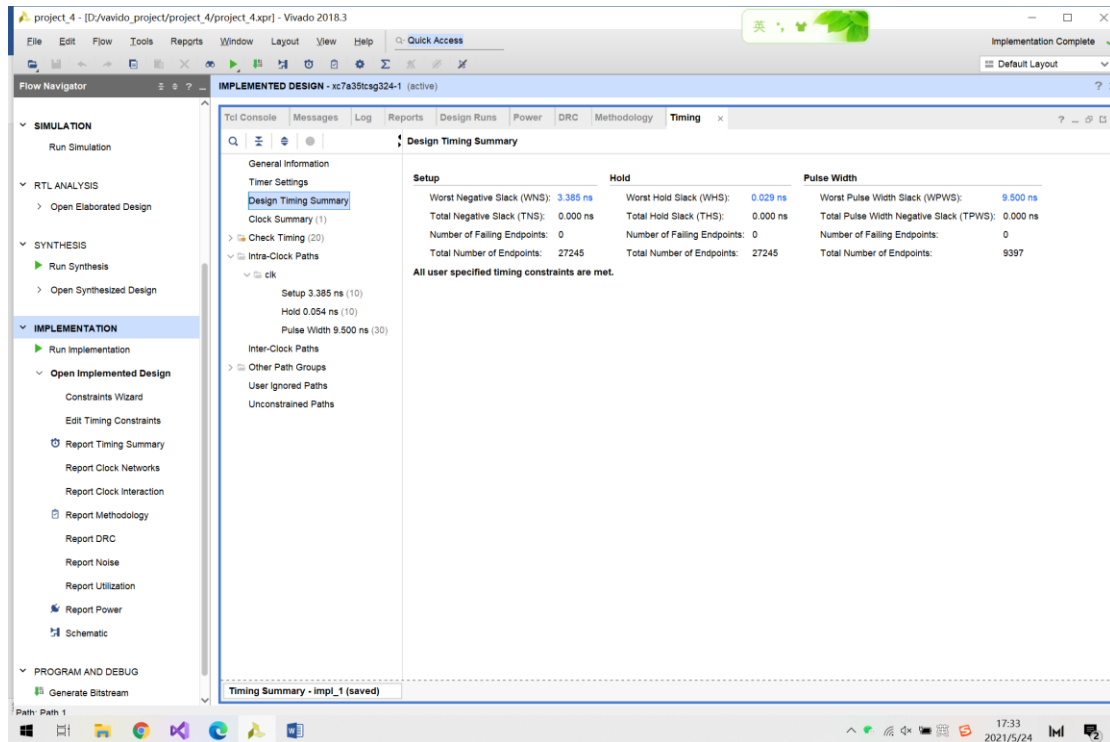 project_4 - [D:/vavido_project/project_4/project_4.xpr] - Vivado 2018.3
英
File Edit Flow Tools Reports Window Layout View Help Quick Access
Implementation Complete
Default Layout
Flow Navigator
IMPLEMENTED DESIGN - xc7a35tcsg324-1 (active)
SIMULATION
Run Simulation
RTL ANALYSIS
Open Elaborated Design
SYNTHESIS
Run Synthesis
Open Synthesized Design
IMPLEMENTATION
Run Implementation
Open Implemented Design
Constraints Wizard
Edit Timing Constraints
Report Timing Summary
Report Clock Networks
Report Clock Interaction
Report Methodology
Report DRC
Report Noise
Report Utilization
Report Power
Schematic
PROGRAM AND DEBUG
Generate Bitstream
Tcl Console Messages Log Reports Design Runs Power DRC Methodology Timing
Design Timing Summary
General Information
Timer Settings
Design Timing Summary
Clock Summary (1)
Check Timing (20)
Intra-Clock Paths
clk
Setup 3.385 ns (10)
Hold 0.054 ns (10)
Pulse Width 9.500 ns (30)
Inter-Clock Paths
Other Path Groups
User Ignored Paths
Unconstrained Paths
Setup Hold Pulse Width
Worst Negative Slack (WNS): 3.385 ns Worst Hold Slack (WHS): 0.029 ns Worst Pulse Width Slack (WPWS): 9.500 ns
Total Negative Slack (TNS): 0.000 ns Total Hold Slack (THS): 0.000 ns Total Pulse Width Negative Slack (TPWS): 0.000 ns
Number of Failing Endpoints: 0 Number of Failing Endpoints: 0 Number of Failing Endpoints: 0
Total Number of Endpoints: 27245 Total Number of Endpoints: 27245 Total Number of Endpoints: 9397
All user specified timing constraints are met.
Timing Summary - impl_1 (saved)
Path: Path 1
英
17:33
2021/5/24
2